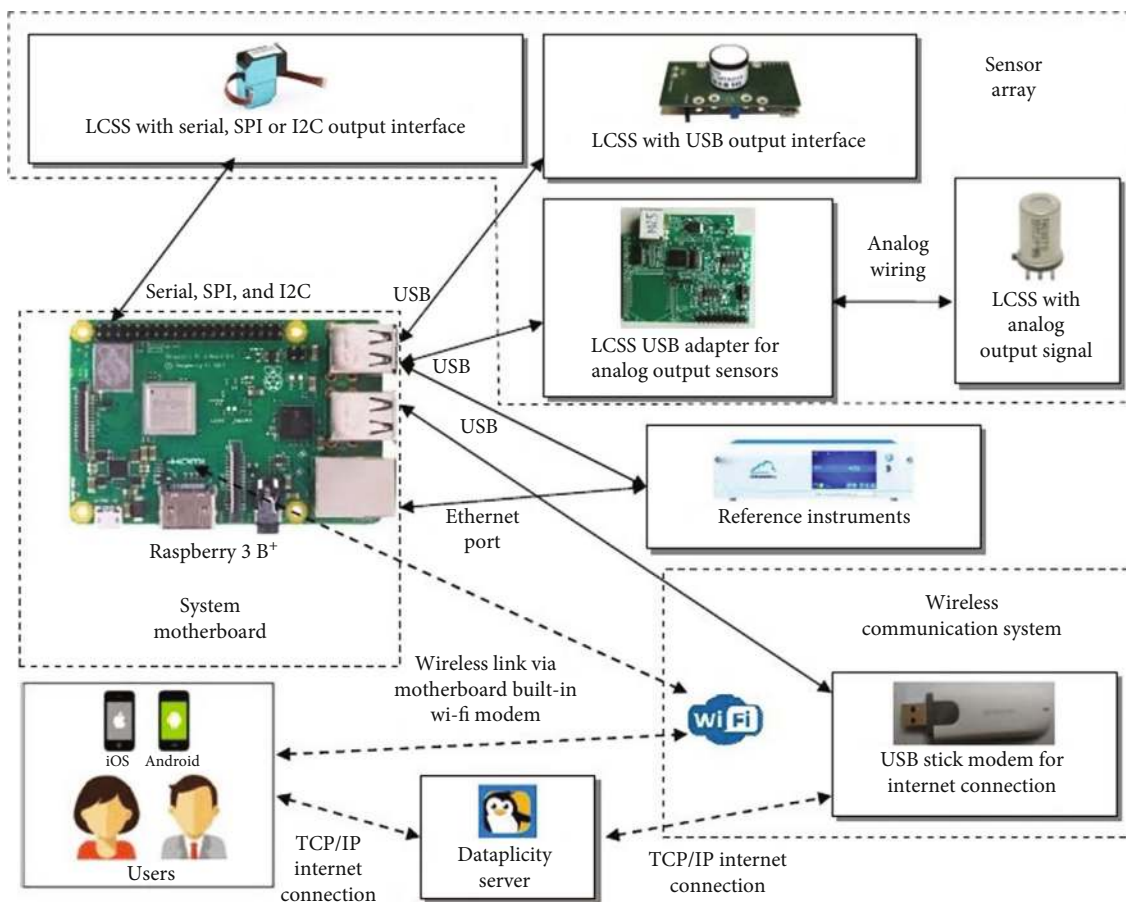 Sensor
array
LCSS with serial, SPI or I2C output interface
LCSS with USB output interface
Analog
wiring
LCSS with
analog
output signal
LCSS USB adapter for
analog output sensors
Serial, SPI, and I2C
USB
USB
USB
Reference instruments
Ethernet
port
Raspberry 3 B+
System
motherboard
Wireless
communication system
Wireless link via
motherboard built-in
wi-fi modem
Wi Fi
USB stick modem for
internet connection
iOS
Android
Users
TCP/IP
internet
connection
Dataplicity
server
TCP/IP internet
connection